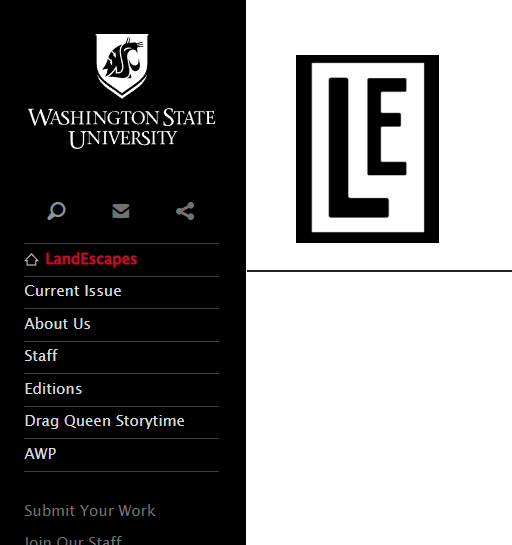 WASHINGTON STATE
UNIVERSITY
LandEscapes
Current Issue
About Us
Staff
Editions
Drag Queen Storytime
AWP
Submit Your Work
Join Our Staff
LE